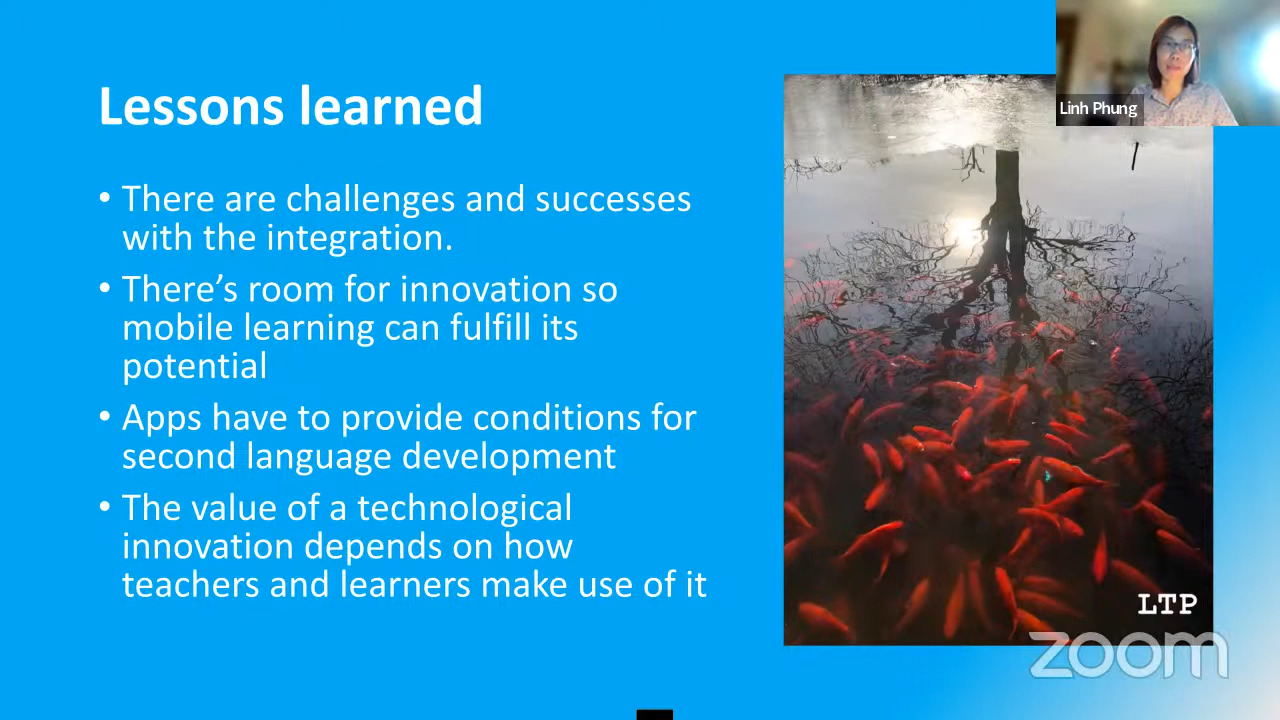 Lessons learned
• There are challenges and successes
with the integration.
• There’s room for innovation so
mobile learning can fulfill its
potential
• Apps have to provide conditions for
second language development
• The value of a technological
innovation depends on how
teachers and learners make use of it
Linh Phung
LTP
zoom